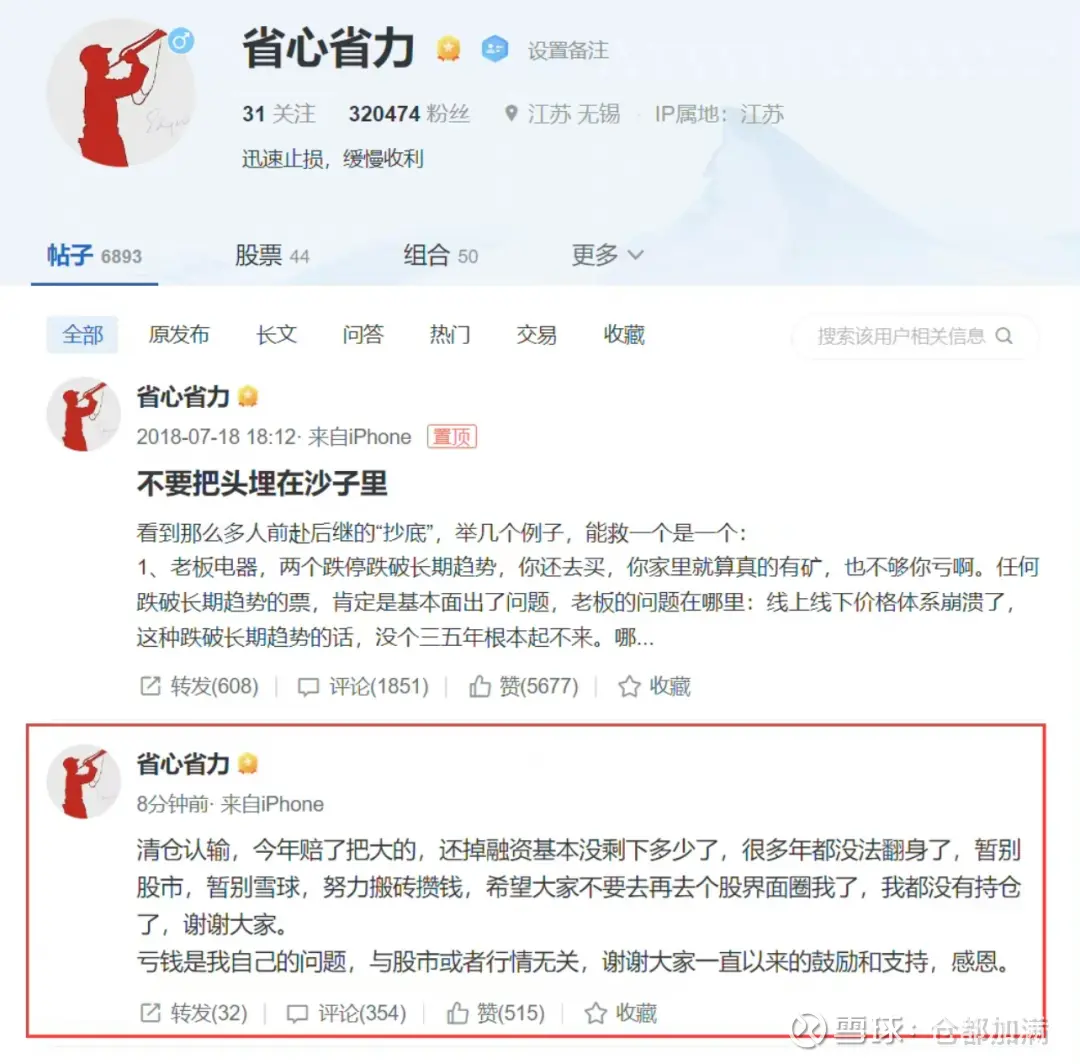 省心省力 设置备注
31 关注 320474 粉丝 江苏 无锡 · IP属地：江苏
迅速止损，缓慢收利
帖子 6893 股票 44 组合 50 更多
全部 原发布 长文 问答 热门 交易 收藏 搜索该用户相关信息
省心省力
2018-07-18 18:12· 来自iPhone 置顶
不要把头埋在沙子里
看到那么多人前赴后继的“抄底”，举几个例子，能救一个是一个：
1、老板电器，两个跌停跌破长期趋势，你还去买，你家里就算真的有矿，也不够你亏啊。任何
跌破长期趋势的票，肯定是基本面出了问题，老板的问题在哪里：线上线下价格体系崩溃了，
这种跌破长期趋势的话，没个三五年根本起不来。哪...
转发(608) 评论(1851) 赞(5677) 收藏
省心省力
8分钟前· 来自iPhone
清仓认输，今年赔了把大的，还掉融资基本没剩下多少了，很多年都没法翻身了，暂别
股市，暂别雪球，努力搬砖攒钱，希望大家不要去再去个股界面圈我了，我都没有持仓
了，谢谢大家。
亏钱是我自己的问题，与股市或者行情无关，谢谢大家一直以来的鼓励和支持，感恩。
转发(32) 评论(354) 赞(515) 收藏
雪球：仓都加满